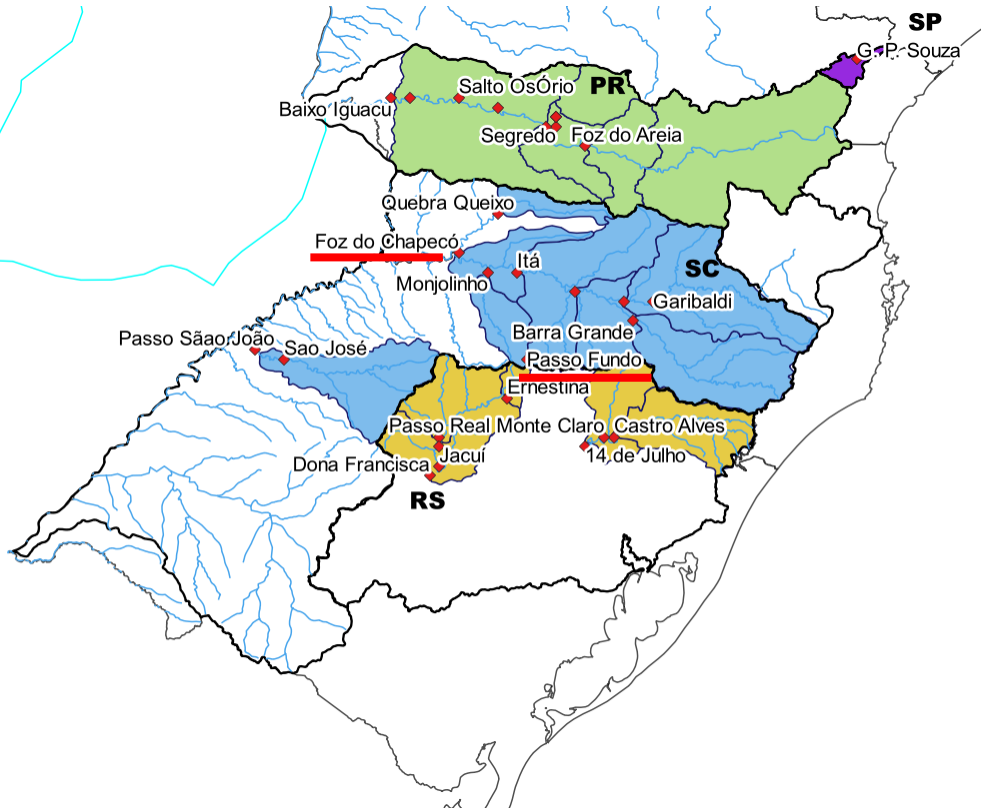 SP
G. P. Souza
Salto OsÓrio
PR
Baixo Iguacu
Segredo
Foz do Areia
Quebra Queixo
Foz do Chapecó
Itá
SC
Monjolinho
Garibaldi
Barra Grande
Passo Sãao João
Sao José
Passo Fundo
Ernestina
Passo Real
Monte Claro
Castro Alves
Jacuí
14 de Julho
Dona Francisca
RS